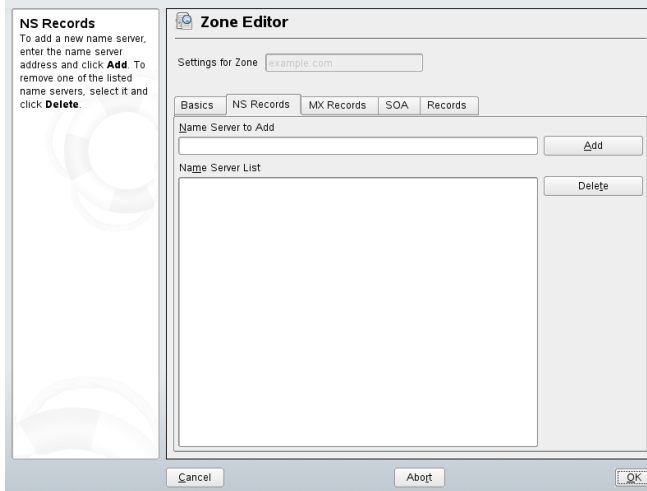 NS Records
To add a new name server,
enter the name server
address and click Add. To
remove one of the listed
name servers, select it and
click Delete.
Zone Editor
Settings for Zone example.com
Basics NS Records MX Records SOA Records
Name Server to Add
Add
Name Server List
Delete
Cancel Abort OK